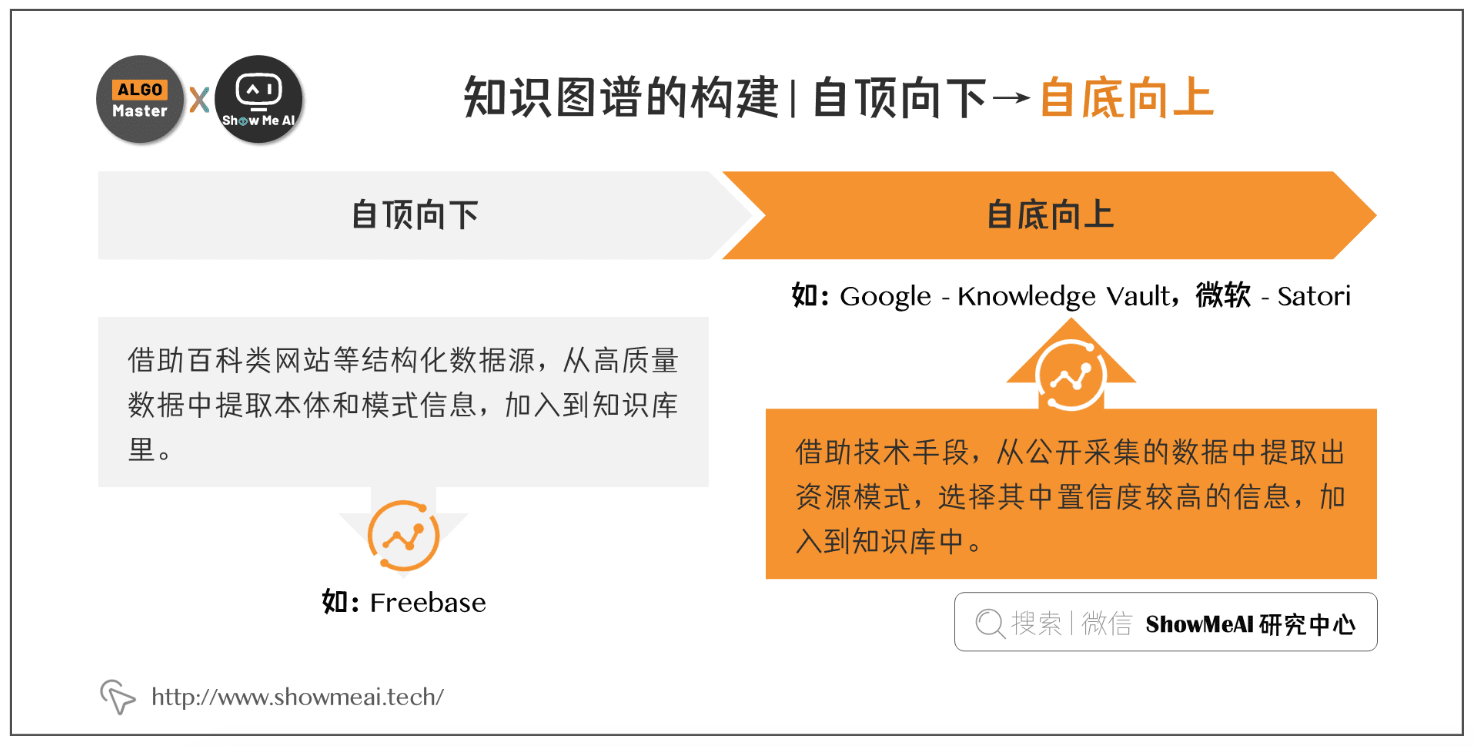 ALGO
Master
X
Show Me AI
知识图谱的构建 | 自顶向下→自底向上
自顶向下
自底向上
借助百科类网站等结构化数据源，从高质量
数据中提取本体和模式信息，加入到知识库
里。
如：Freebase
如：Google - Knowledge Vault，微软 - Satori
借助技术手段，从公开采集的数据中提取出
资源模式，选择其中置信度较高的信息，加
入到知识库中。
搜索 | 微信 ShowMeAI 研究中心
http://www.showmeai.tech/